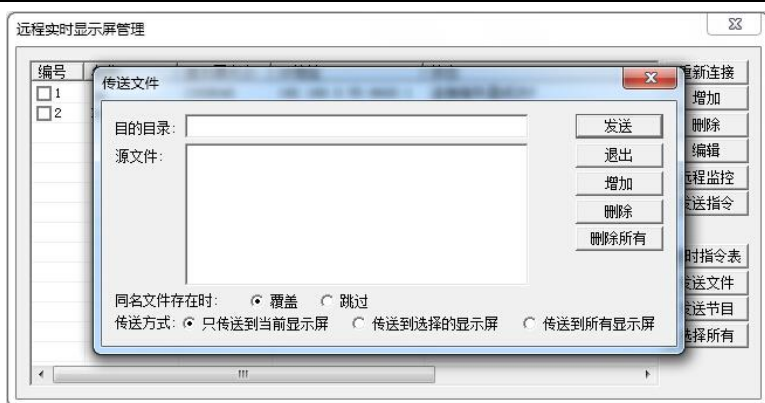 远程实时显示屏管理
编号
重新连接
1
增加
2
删除
编辑
远程监控
发送指令
时指令表
发送文件
发送节目
选择所有
传送文件
目的目录:
发送
源文件:
退出
增加
删除
删除所有
同名文件存在时: 覆盖 跳过
传送方式: 只传送到当前显示屏 传送到选择的显示屏 传送到所有显示屏